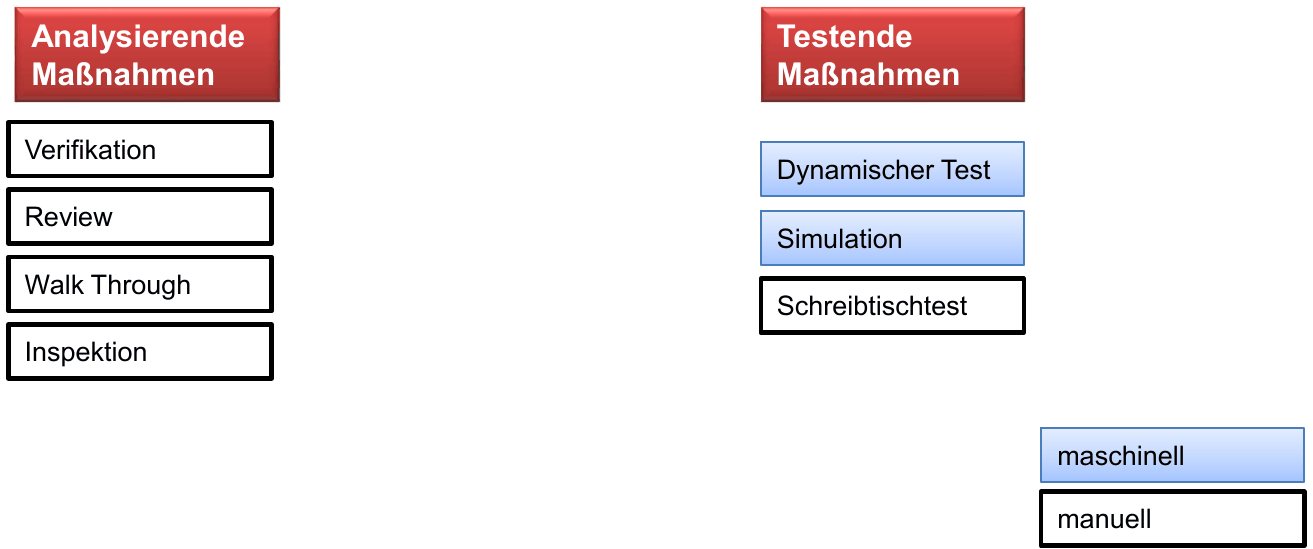 Analysierende
Maßnahmen
Verifikation
Review
Walk Through
Inspektion
Testende
Maßnahmen
Dynamischer Test
Simulation
Schreibtischtest
maschinell
manuell